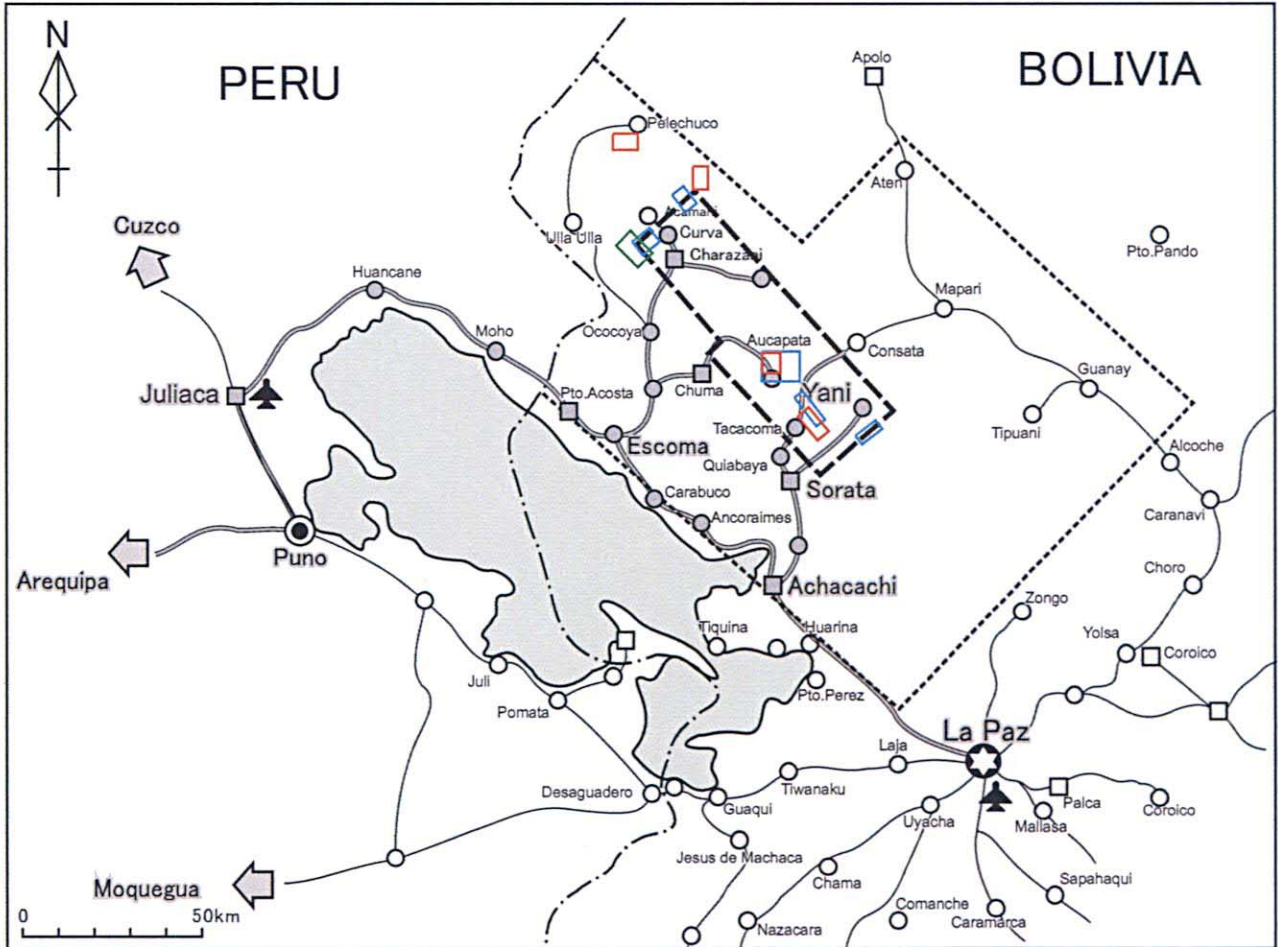 N
PERU
BOLIVIA
Apolo
Pelechuco
Aten
Cuzco
Acamani
Ulla Ulla
Curva
Charazani
Pto.Pando
Huancane
Mapari
Moho
Ococoya
Aucapata
Consata
Guanay
Juliaca
Pto.Acosta
Chuma
Yani
Tipuani
Tacacoma
Escoma
Quiabaya
Alcoche
Sorata
Carabuco
Caranavi
Ancoraimes
Puno
Arequipa
Choro
Achacachi
Zongo
Tiquina
Huarina
Yolsa
Coroico
Juli
Pto.Perez
Pomata
La Paz
Laja
Desaguadero
Tiwanaku
Guaqui
Palca
Coroico
Uyacha
Mallasa
Jesus de Machaca
Moquegua
Chama
Sapahaqui
0 50km
Comanche
Caramarca
Nazacara